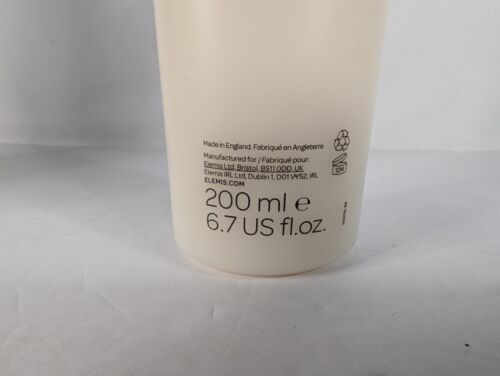 Made in England. Fabriqué en Angleterre
Manufactured for / Fabriqué pour:
Elemis Ltd, Bristol, BS11 0DD, UK
Elemis IRL Ltd, Dublin 1, D01 VY52, IRL
ELEMIS.COM
200 ml e
6.7 US fl.oz.
12M